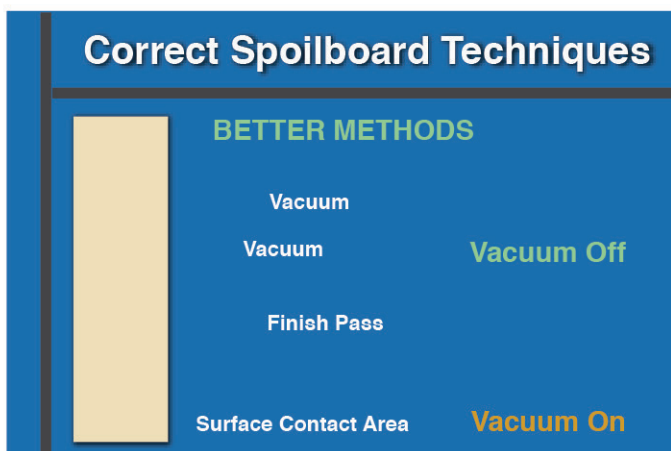 Correct Spoilboard Techniques
BETTER METHODS
Vacuum
Vacuum
Vacuum Off
Finish Pass
Surface Contact Area
Vacuum On